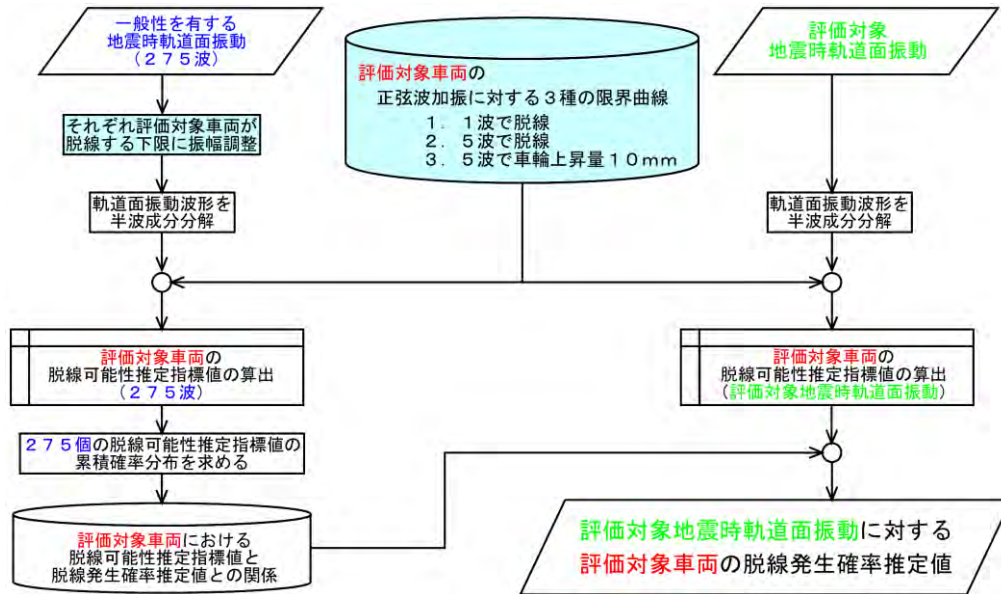 一般性を有する
地震時軌道面振動
（２７５波）
それぞれ評価対象車両が
脱線する下限に振幅調整
軌道面振動波形を
半波成分分解
評価対象車両の
正弦波加振に対する３種の限界曲線
１．１波で脱線
２．５波で脱線
３．５波で車輪上昇量１０ｍｍ
評価対象
地震時軌道面振動
軌道面振動波形を
半波成分分解
評価対象車両の
脱線可能性推定指標値の算出
（２７５波）
２７５個の脱線可能性推定指標値の
累積確率分布を求める
評価対象車両における
脱線可能性推定指標値と
脱線発生確率推定値との関係
評価対象車両の
脱線可能性推定指標値の算出
（評価対象地震時軌道面振動）
評価対象地震時軌道面振動に対する
評価対象車両の脱線発生確率推定値